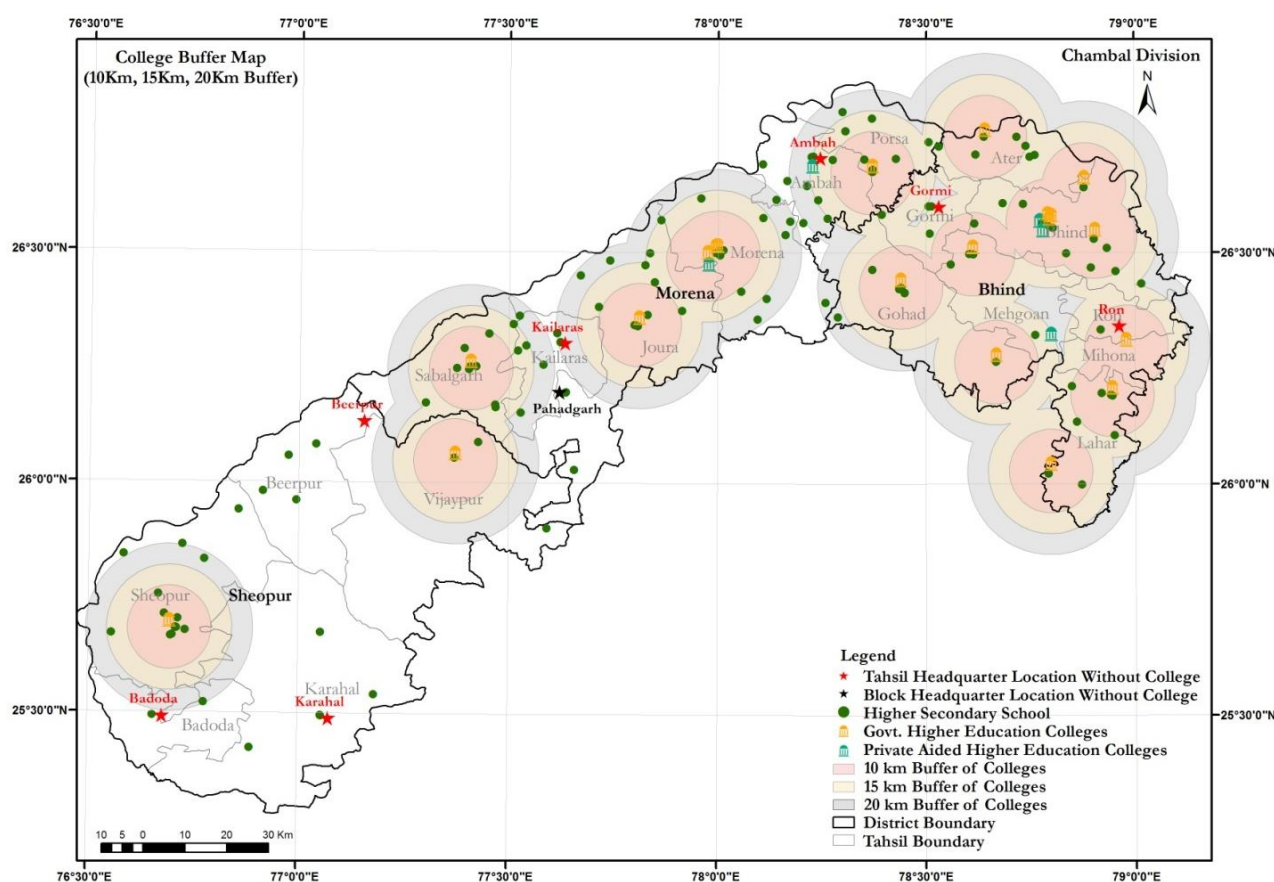 76°30'0"E 77°0'0"E 77°30'0"E 78°0'0"E 78°30'0"E 79°0'0"E
College Buffer Map
(10Km, 15Km, 20Km Buffer)
Chambal Division
N
Porsa
Ambah
Ater
Ambah
Gormi
Gormi
Bhind
26°30'0"N 26°30'0"N
Morena
Morena
Bhind
Gohad
Mehgoan
Ron
Ron
Kailaras
Kailaras
Joura
Mihona
Sabalgarh
Beerpur
Pahadgarh
Lahar
26°0'0"N 26°0'0"N
Beerpur
Vijaypur
Sheopur
Sheopur
Karahal
Badoda
Karahal
Badoda
25°30'0"N 25°30'0"N
Legend
Tahsil Headquarter Location Without College
Block Headquarter Location Without College
Higher Secondary School
Govt. Higher Education Colleges
Private Aided Higher Education Colleges
10 km Buffer of Colleges
15 km Buffer of Colleges
20 km Buffer of Colleges
District Boundary
Tahsil Boundary
10 5 0 10 20 30 Km
76°30'0"E 77°0'0"E 77°30'0"E 78°0'0"E 78°30'0"E 79°0'0"E